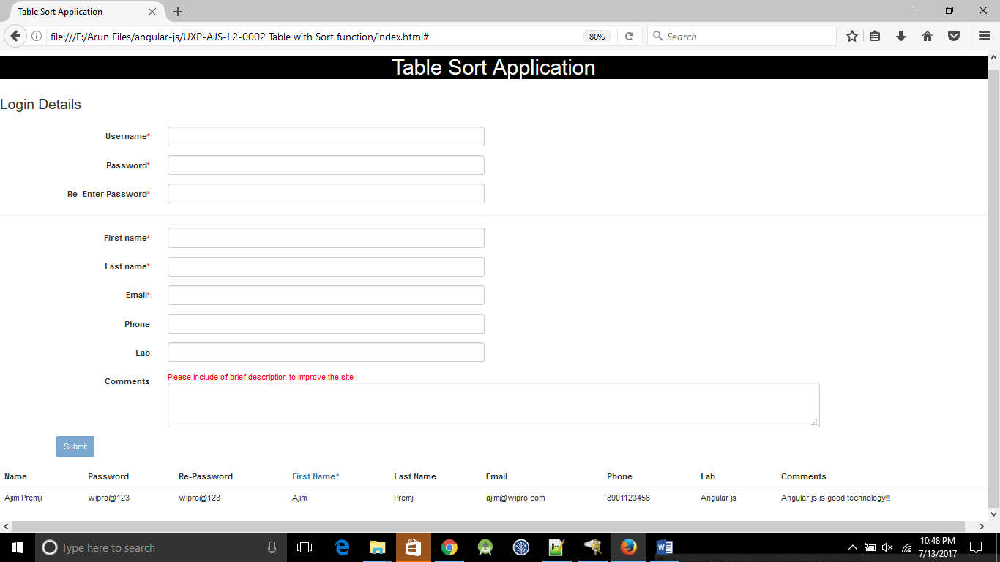 Table Sort Application
file:///F:/Arun Files/angular-js/UXP-AJS-L2-0002 Table with Sort function/index.html#
80%
Search
Table Sort Application
Login Details
Username*
Password*
Re- Enter Password*
First name*
Last name*
Email*
Phone
Lab
Comments
Please include of brief description to improve the site
Submit
Name Password Re-Password First Name^ Last Name Email Phone Lab Comments
Ajim Premji wipro@123 wipro@123 Ajim Premji ajim@wipro.com 8901123456 Angular js Angular js is good technology!!!
Type here to search
10:48 PM
7/13/2017